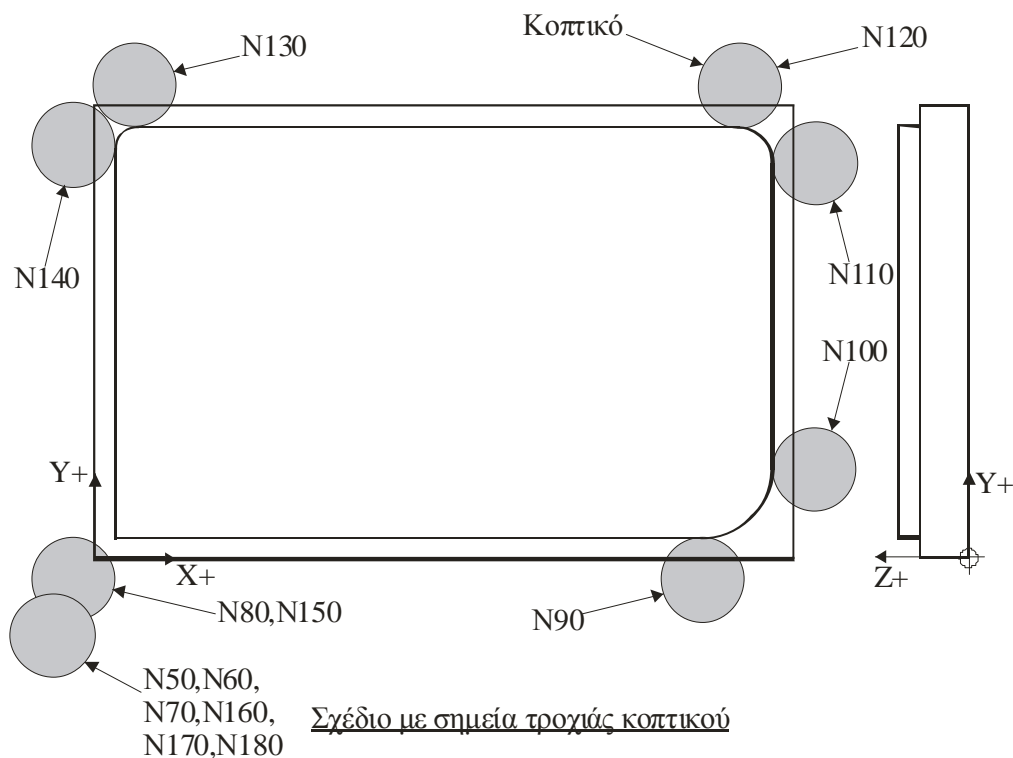 Κοπτικό
N120
N130
N140
N110
N100
Y+
Y+
X+
Z+
N80,N150
N90
N50,N60,
N70,N160,
N170,N180
Σχέδιο με σημεία τροχιάς κοπτικού